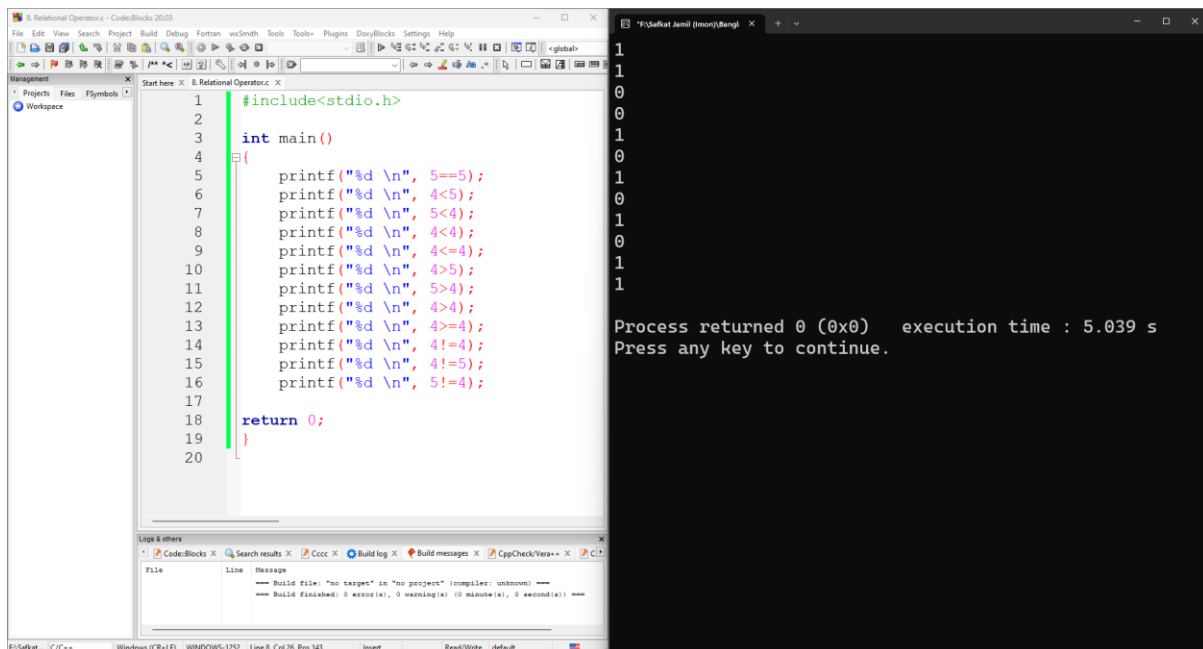 8. Relational Operator.c - Code::Blocks 20.03
File Edit View Search Project Build Debug Fortran wxSmith Tools Tools+ Plugins DoxyBlocks Settings Help
<global>
Management
Projects Files FSymbols
Workspace
Start here 8. Relational Operator.c
1 #include<stdio.h>
2
3 int main()
4 {
5 printf("%d \n", 5==5);
6 printf("%d \n", 4<5);
7 printf("%d \n", 5<4);
8 printf("%d \n", 4<4);
9 printf("%d \n", 4<=4);
10 printf("%d \n", 4>5);
11 printf("%d \n", 5>4);
12 printf("%d \n", 4>4);
13 printf("%d \n", 4>=4);
14 printf("%d \n", 4!=4);
15 printf("%d \n", 4!=5);
16 printf("%d \n", 5!=4);
17
18 return 0;
19 }
20
Logs & others
Code::Blocks Search results Cccc Build log Build messages CppCheck/Vera++ C
File Line Message
=== Build file: "no target" in "no project" (compiler: unknown) ===
=== Build finished: 0 error(s), 0 warning(s) (0 minute(s), 0 second(s)) ===
F:\Safkat... C/C++ Windows (CR+LF) WINDOWS-1252 Line 8, Col 26, Pos 143 Insert Read/Write default
"F:\Safkat Jamil (Imon)\Bangl
1
1
0
0
1
0
1
0
1
0
1
1
Process returned 0 (0x0) execution time : 5.039 s
Press any key to continue.